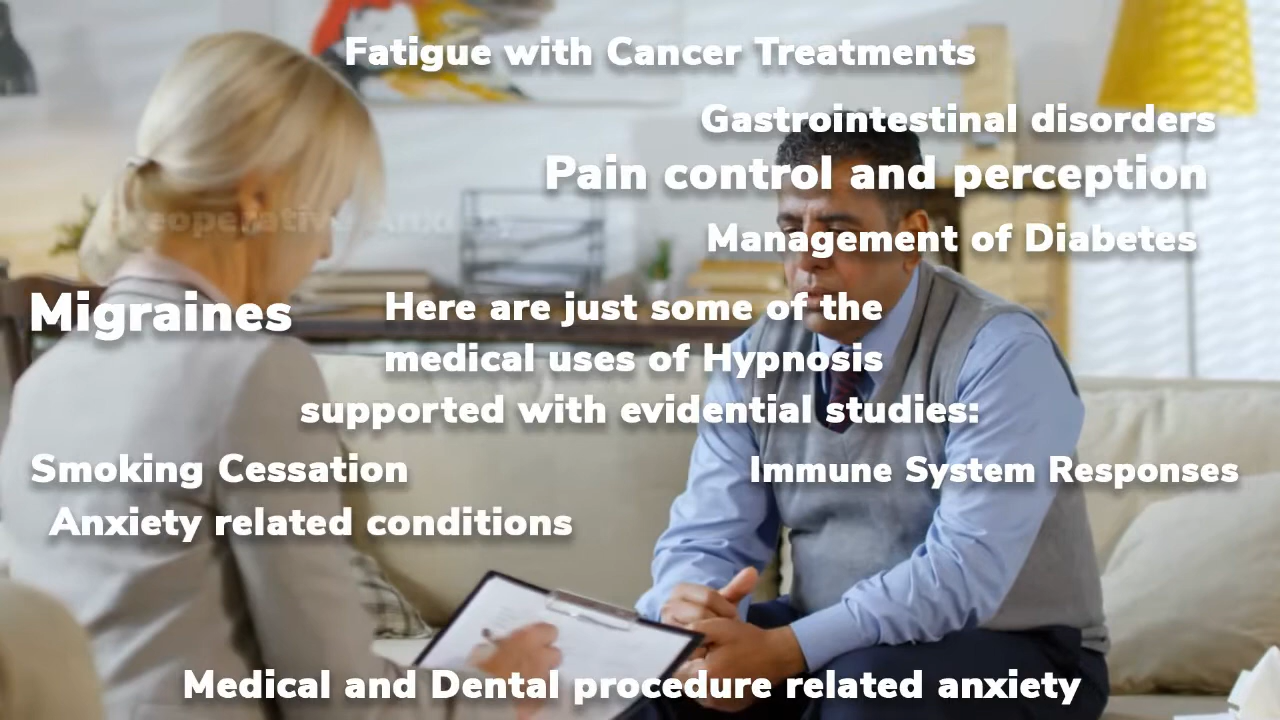 Fatigue with Cancer Treatments
Gastrointestinal disorders
Pain control and perception
Preoperative Anxiety
Management of Diabetes
Migraines
Here are just some of the
medical uses of Hypnosis
supported with evidential studies:
Smoking Cessation
Immune System Responses
Anxiety related conditions
Medical and Dental procedure related anxiety